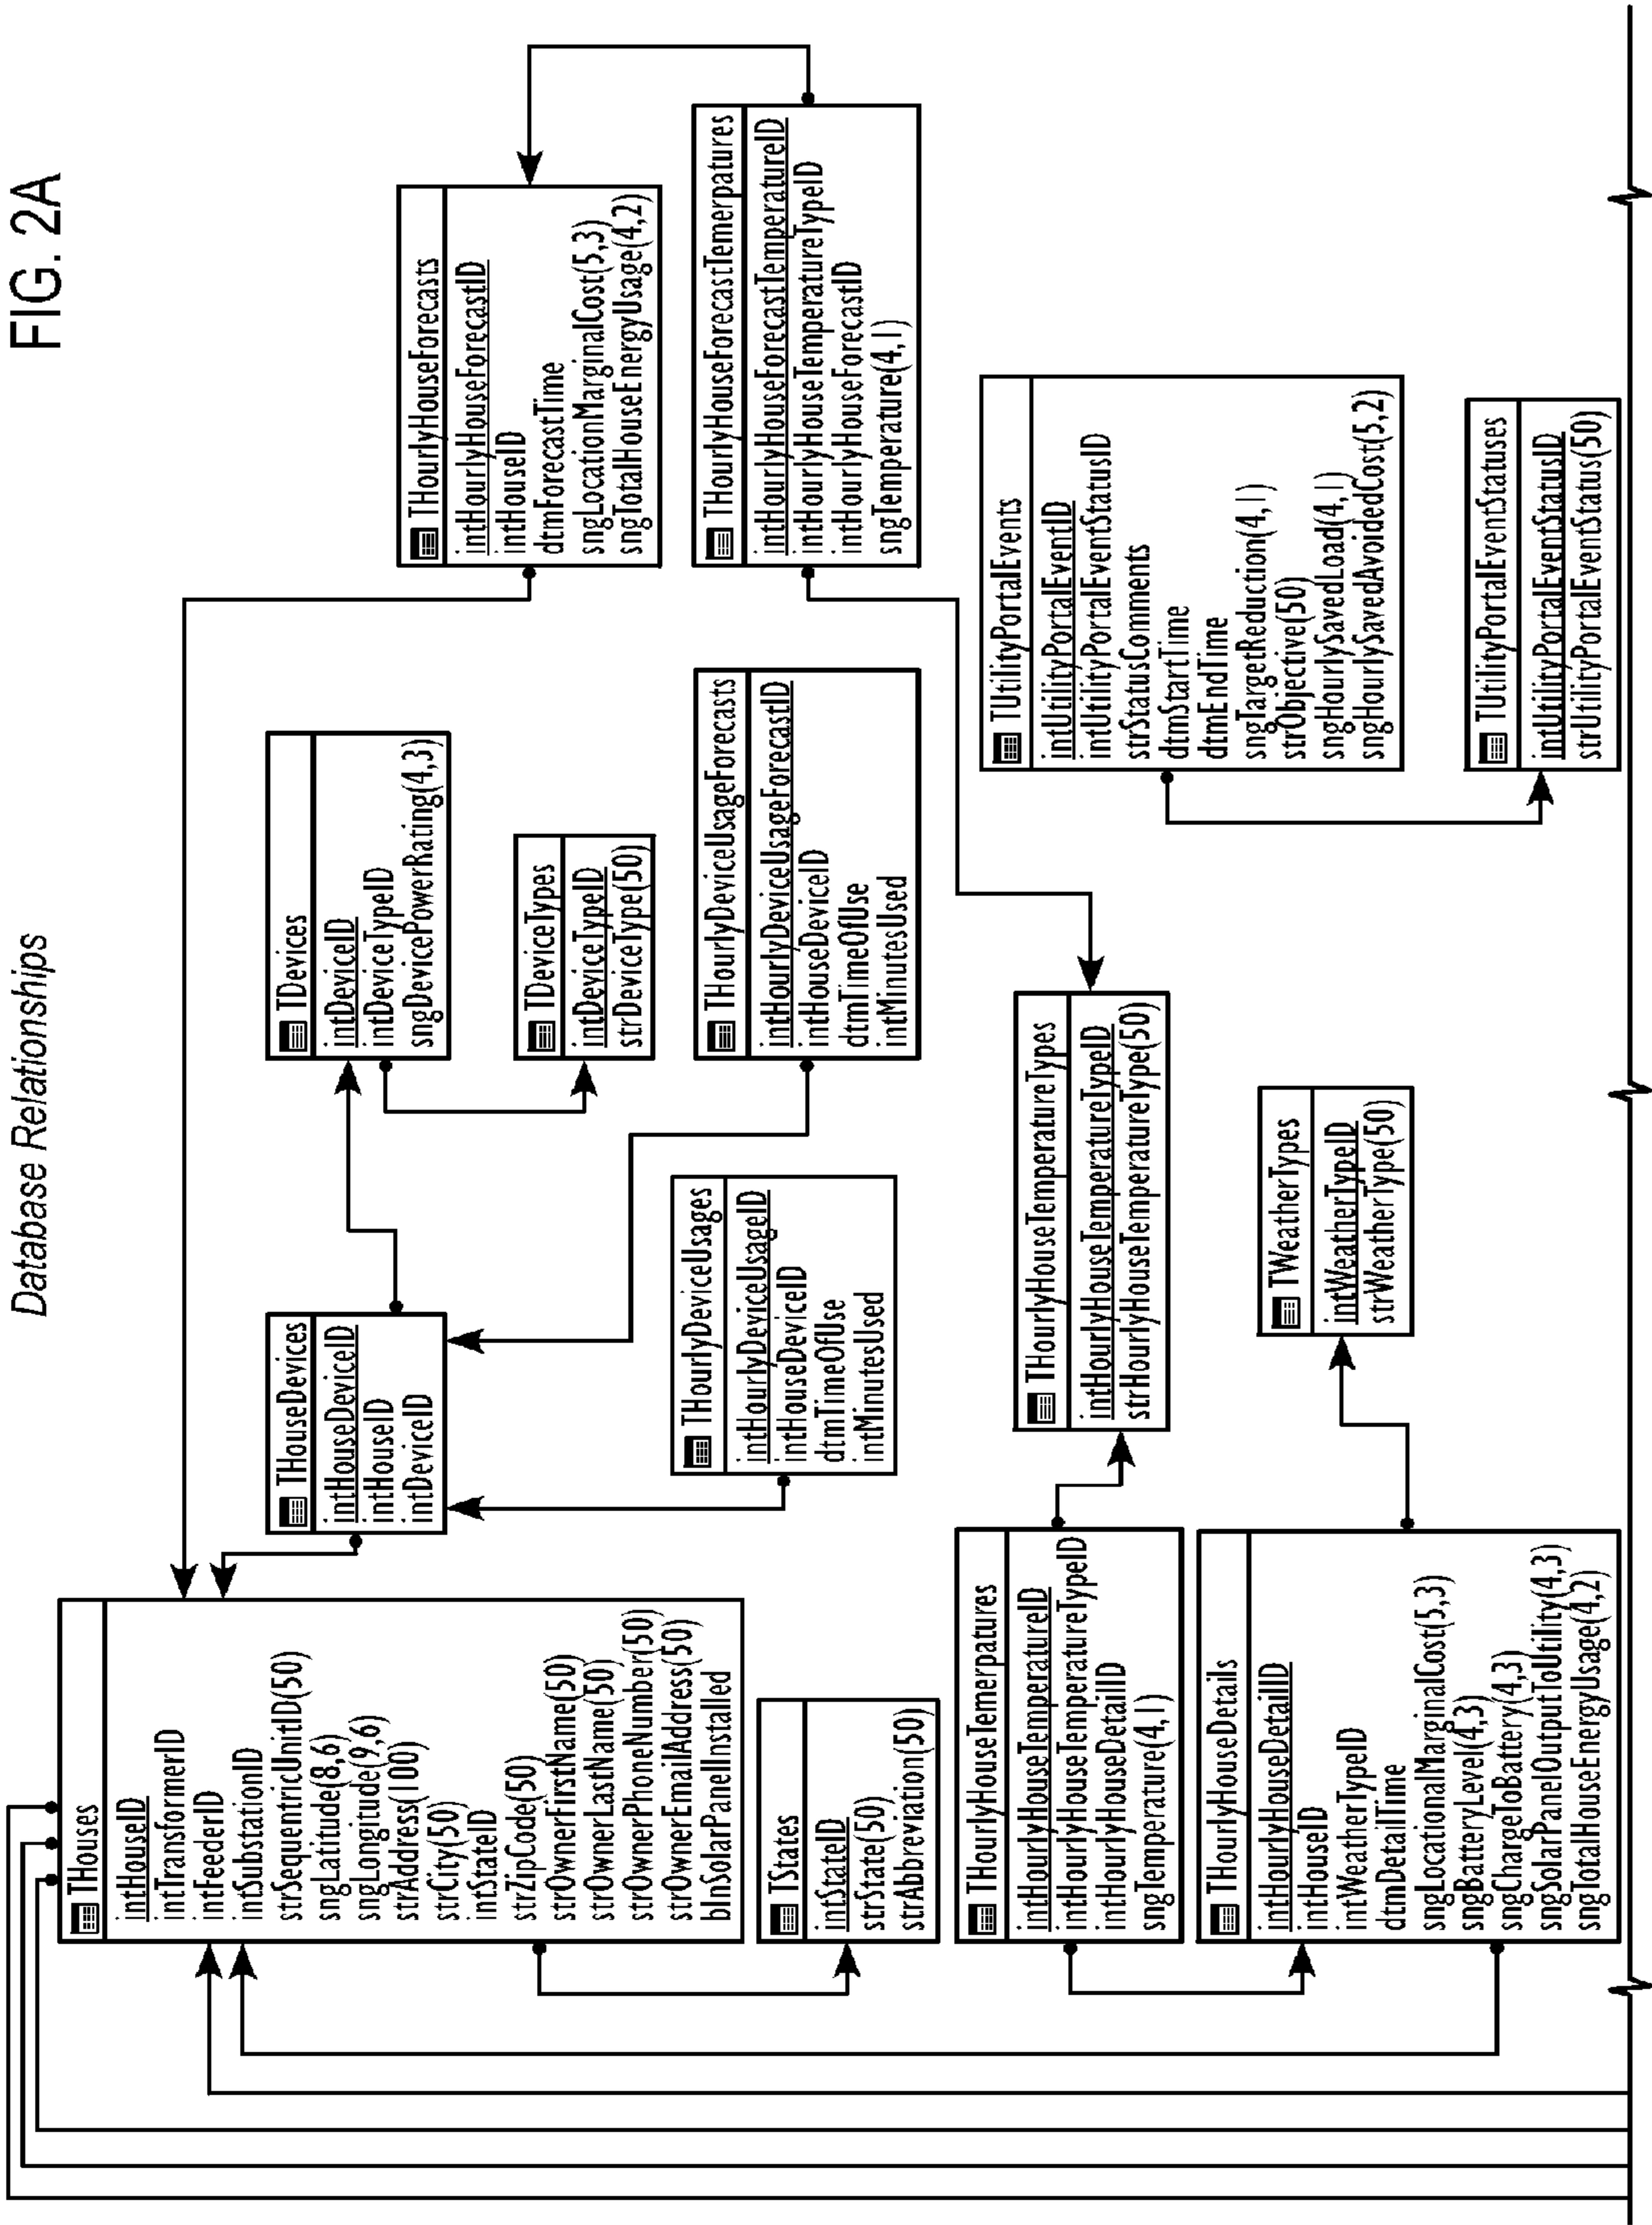 FIG. 2A
Database Relationships
THouses
intHouseID
intTransformerID
intFeederID
intSubstationID
strSequentricUnitID(50)
sngLatitude(8,6)
sngLongitude(9,6)
strAddress(100)
strCity(50)
intStateID
strZipCode(50)
strOwnerFirstName(50)
strOwnerLastName(50)
strOwnerPhoneNumber(50)
strOwnerEmailAddress(50)
blnSolarPanelInstalled
TStates
intStateID
strState(50)
strAbbreviation(50)
THourlyHouseTemerpatures
intHourlyHouseTemperatureID
intHourlyHouseTemperatureTypeID
intHourlyHouseDetailID
sngTemperature(4,1)
THourlyHouseDetails
intHourlyHouseDetailID
intHouseID
intWeatherTypeID
dtmDetailTime
sngLocationalMarginalCost(5,3)
sngBatteryLevel(4,3)
sngChargeToBattery(4,3)
sngSolarPanelOutputToUtility(4,3)
sngTotalHouseEnergyUsage(4,2)
THouseDevices
intHouseDeviceID
intHouseID
intDeviceID
THourlyDeviceUsages
intHourlyDeviceUsageID
intHouseDeviceID
dtmTimeOfUse
intMinutesUsed
THourlyHouseTemperatureTypes
intHourlyHouseTemperatureTypeID
strHourlyHouseTemperatureType(50)
TWeatherTypes
intWeatherTypeID
strWeatherType(50)
TDevices
intDeviceID
intDeviceTypeID
sngDevicePowerRating(4,3)
TDeviceTypes
intDeviceTypeID
strDeviceType(50)
THourlyDeviceUsageForecasts
intHourlyDeviceUsageForecastID
intHouseDeviceID
dtmTimeOfUse
intMinutesUsed
THourlyHouseForecasts
intHourlyHouseForecastID
intHouseID
dtmForecastTime
sngLocationMarginalCost(5,3)
sngTotalHouseEnergyUsage(4,2)
THourlyHouseForecastTemerpatures
intHourlyHouseForecastTemperatureID
intHourlyHouseTemperatureTypeID
intHourlyHouseForecastID
sngTemperature(4,1)
TUtilityPortalEvents
intUtilityPortalEventID
intUtilityPortalEventStatusID
strStatusComments
dtmStartTime
dtmEndTime
sngTargetReduction(4,1)
strObjective(50)
sngHourlySavedLoad(4,1)
sngHourlySavedAvoidedCost(5,2)
TUtilityPortalEventStatuses
intUtilityPortalEventStatusID
strUtilityPortalEventStatus(50)